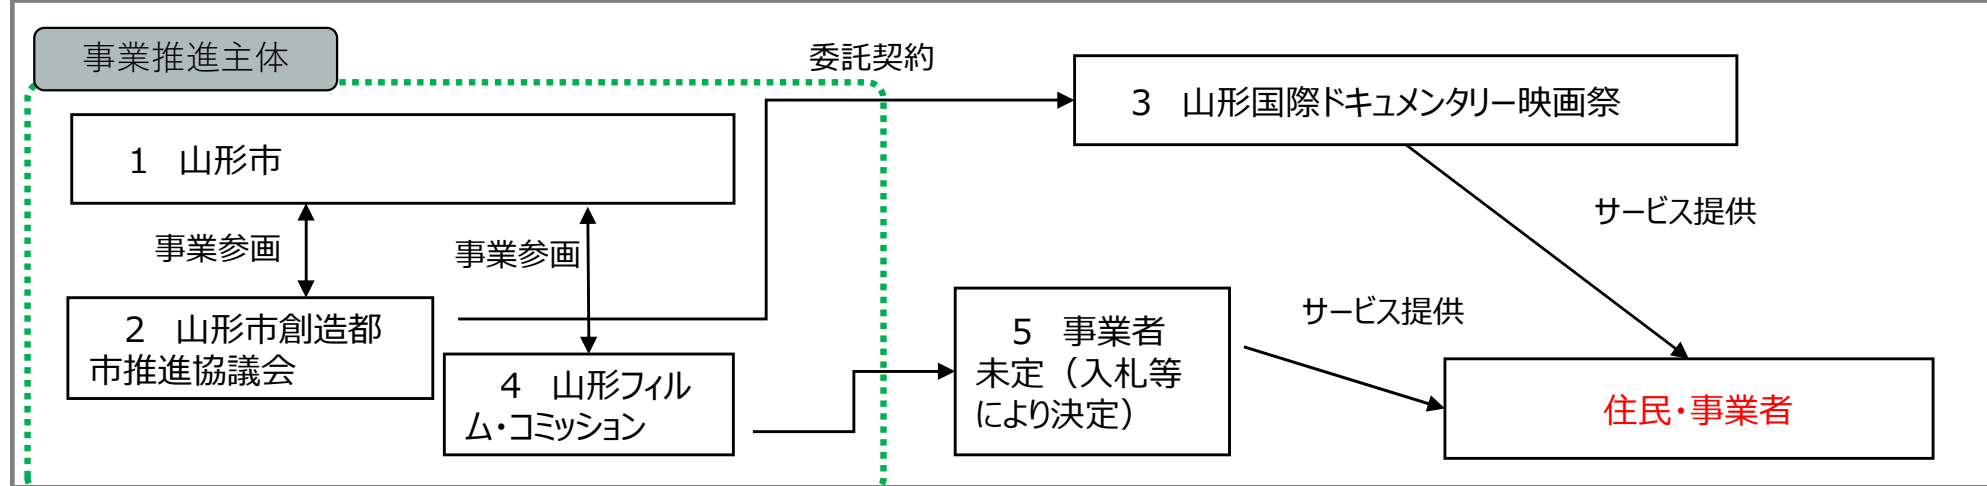 事業推進主体
委託契約
3 山形国際ドキュメンタリー映画祭
1 山形市
サービス提供
事業参画
事業参画
2 山形市創造都
市推進協議会
4 山形フィル
ム・コミッション
5 事業者
未定（入札等
により決定）
サービス提供
住民・事業者